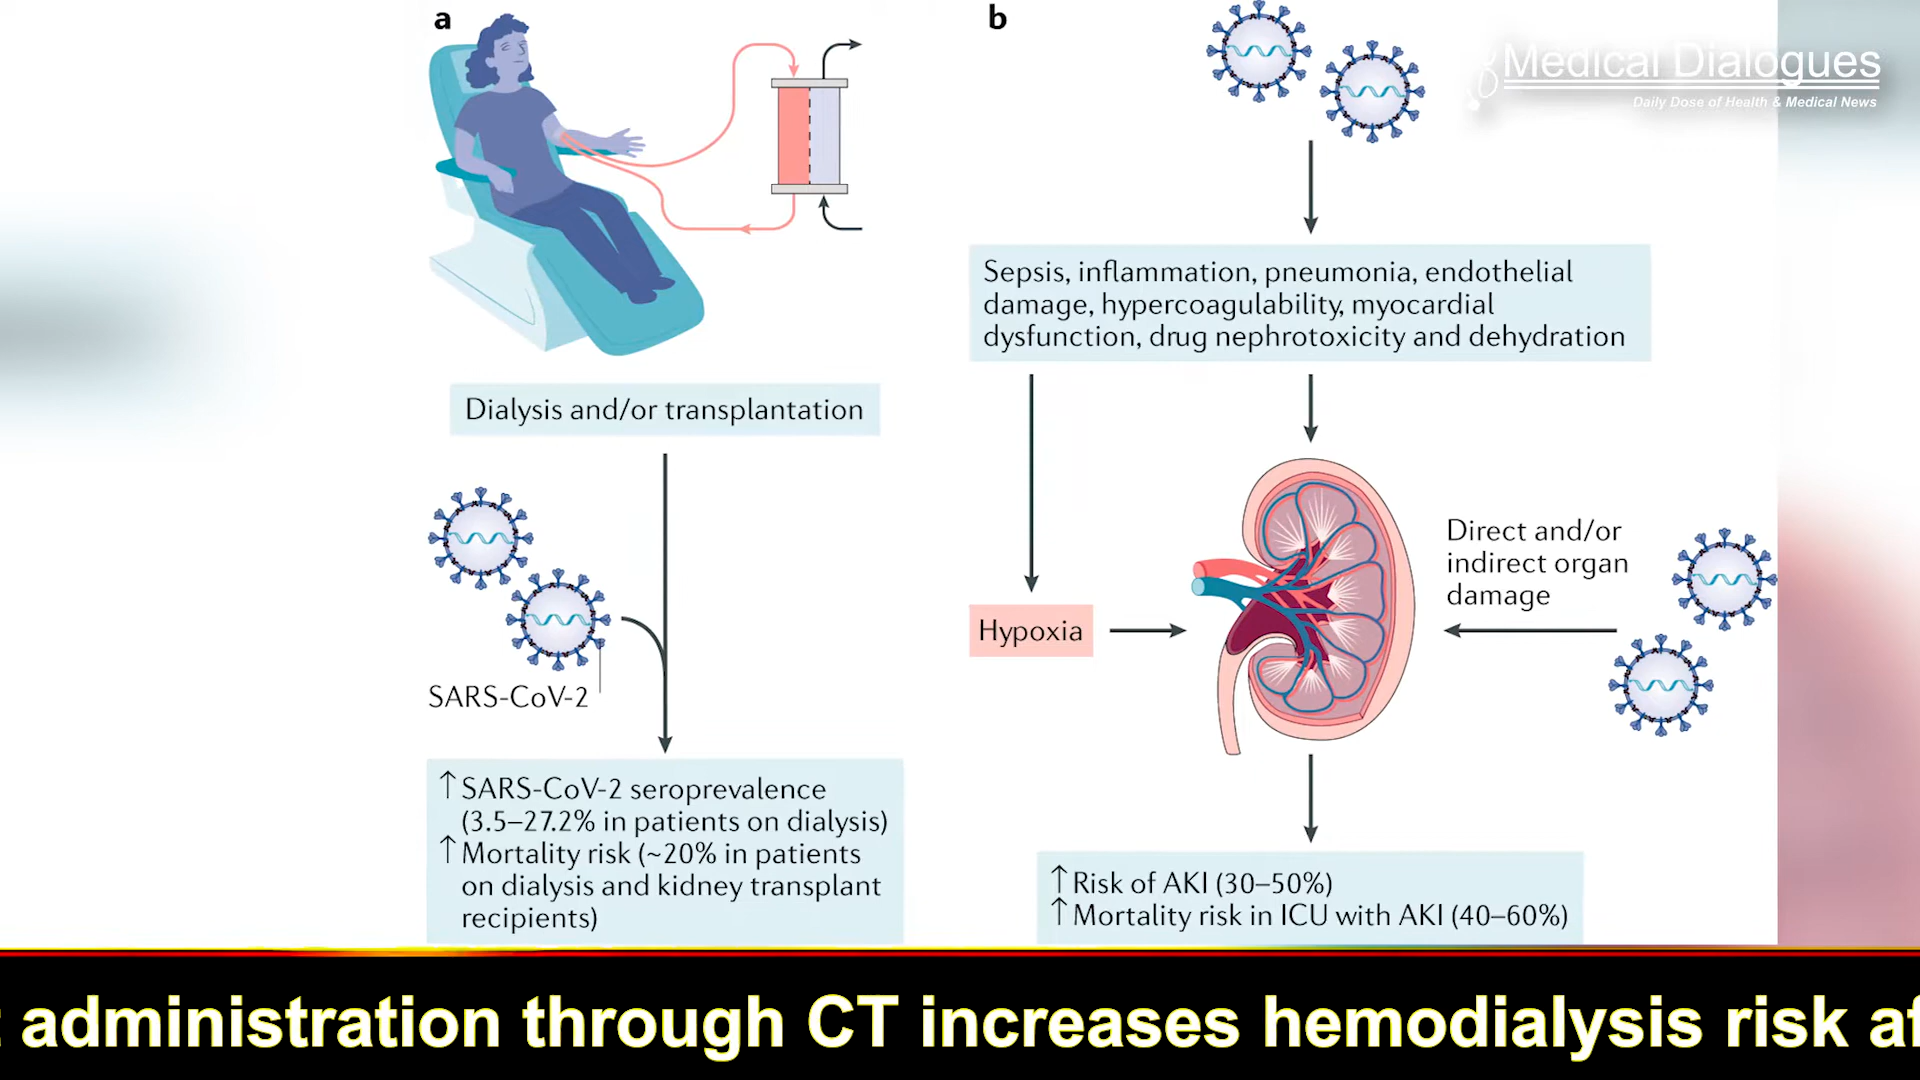 a
b
Medical Dialogues
Daily Dose of Health & Medical News
Sepsis, inflammation, pneumonia, endothelial
damage, hypercoagulability, myocardial
dysfunction, drug nephrotoxicity and dehydration
Dialysis and/or transplantation
Direct and/or
indirect organ
damage
Hypoxia
SARS-CoV-2
↑ SARS-CoV-2 seroprevalence
(3.5–27.2% in patients on dialysis)
↑ Mortality risk (~20% in patients
on dialysis and kidney transplant
recipients)
↑ Risk of AKI (30–50%)
↑ Mortality risk in ICU with AKI (40–60%)
administration through CT increases hemodialysis risk